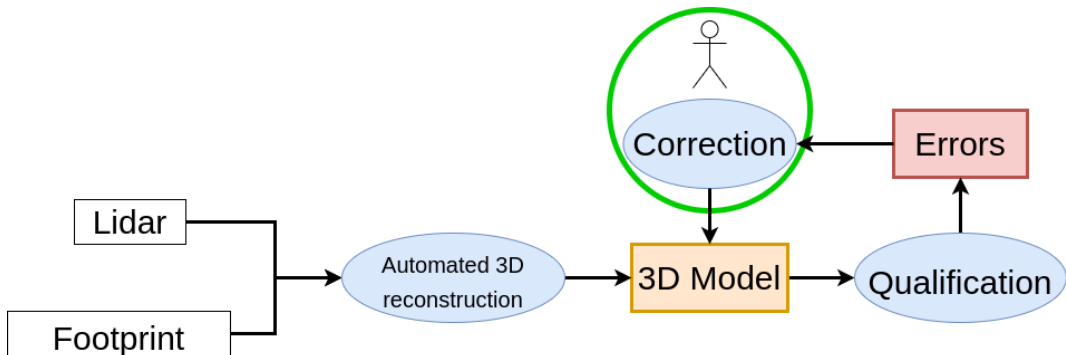 Correction
Errors
Lidar
Automated 3D
reconstruction
3D Model
Qualification
Footprint